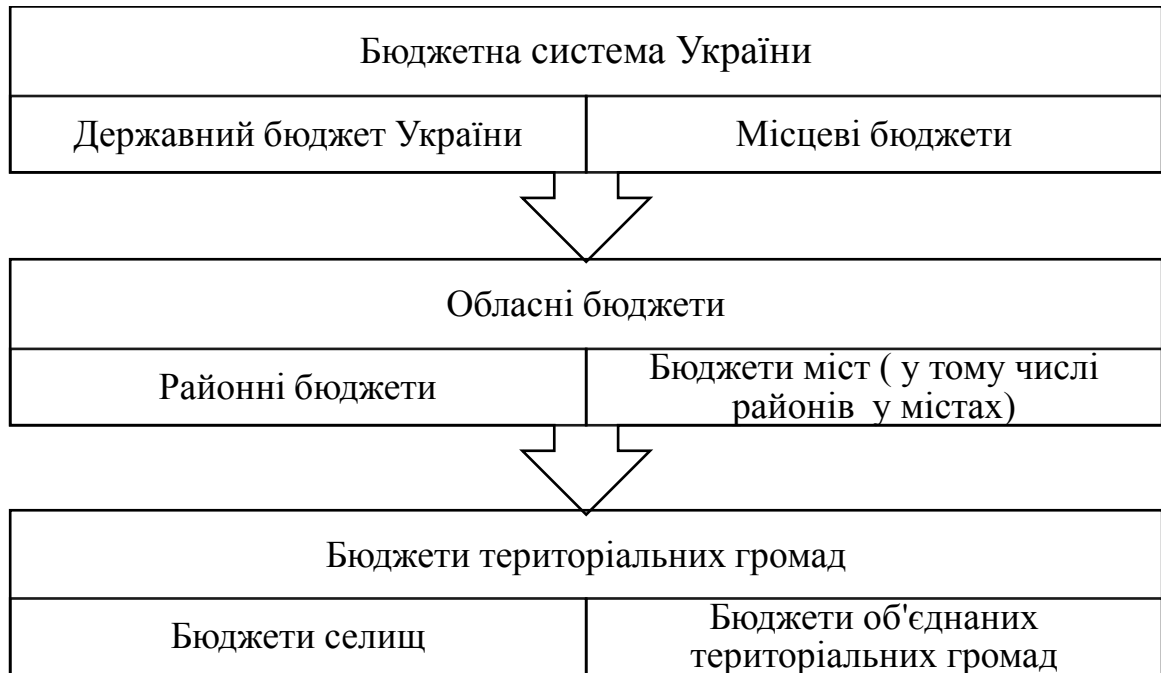 Бюджетна система України
Державний бюджет України
Місцеві бюджети
Обласні бюджети
Районні бюджети
Бюджети міст ( у тому числі
районів у містах)
Бюджети територіальних громад
Бюджети селищ
Бюджети об'єднаних
територіальних громад